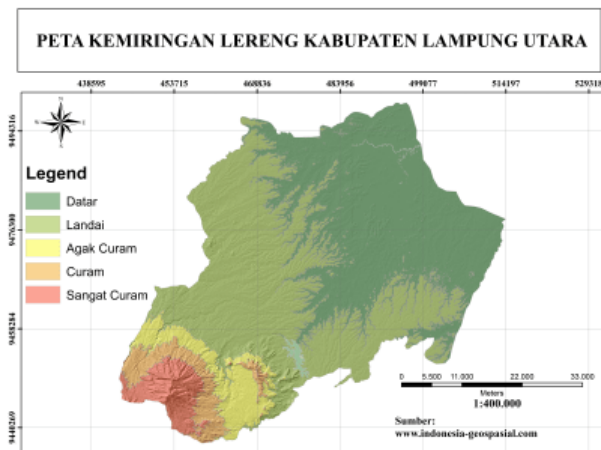 PETA KEMIRINGAN LERENG KABUPATEN LAMPUNG UTARA
438595 453715 468836 483956 499077 514197 529318
9494316
9476300
9458284
9440269
N
W E
S
Legend
Datar
Landai
Agak Curam
Curam
Sangat Curam
0 5.500 11.000 22.000 33.000
Meters
1:400.000
Sumber:
www.indonesia-geospasial.com